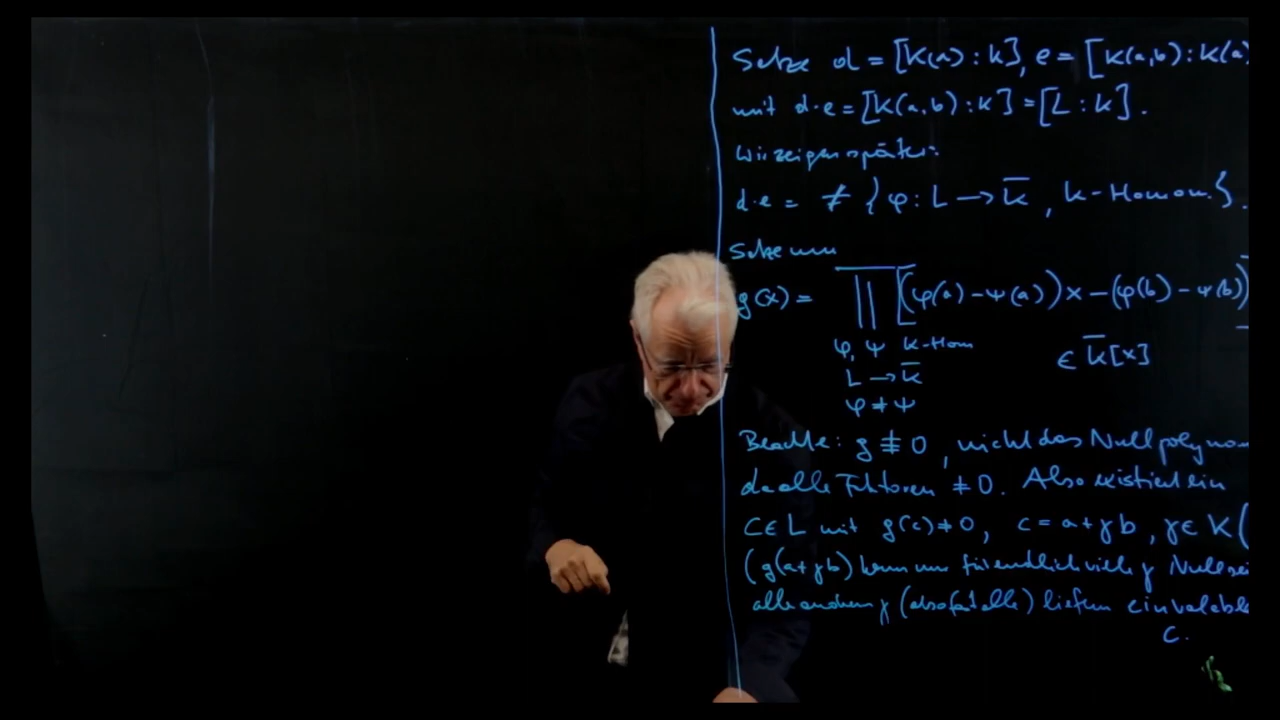 Setze d = [K(a) : k], e = [K(a,b) : K(a)
mit d·e = [K(a,b) : K] = [L : k].
Wir zeigen später:
d·e = # { φ : L → k̄ , k-Homom. } .
Setze nun
g(x) = ∏ [(φ(a) - ψ(a)) x - (φ(b) - ψ(b))
φ, ψ k-Hom
L → k̄
φ ≠ ψ
∈ k̄[x]
Beachte: g ≢ 0, nicht das Nullpolynom
da alle Faktoren ≠ 0. Also existiert ein
c ∈ L mit g(c) ≠ 0, c = a + γb, γ ∈ K (
(g(a+γb) kann nur für endlich viele γ Null sei
alle anderen γ (also fast alle) liefern ein
c.